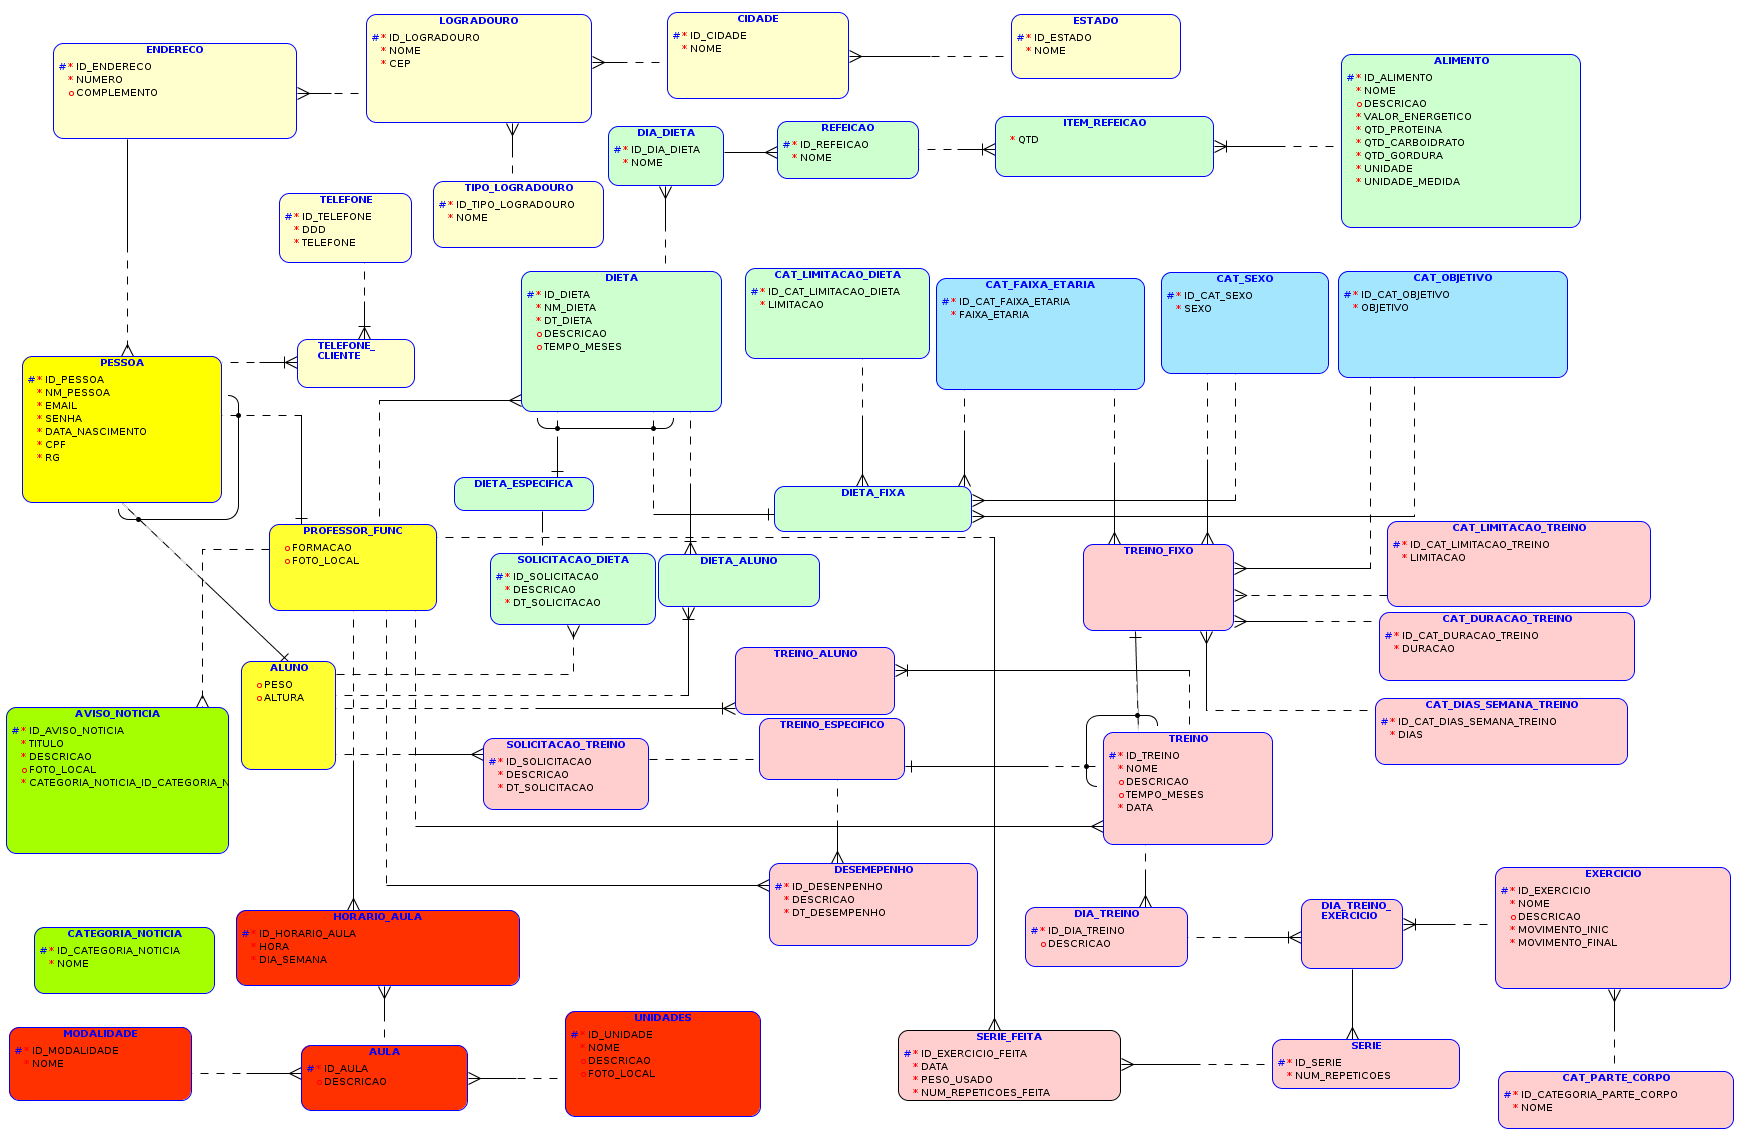 ENDERECO
#* ID_ENDERECO
* NUMERO
o COMPLEMENTO
LOGRADOURO
#* ID_LOGRADOURO
* NOME
* CEP
CIDADE
#* ID_CIDADE
* NOME
ESTADO
#* ID_ESTADO
* NOME
ALIMENTO
#* ID_ALIMENTO
* NOME
o DESCRICAO
* VALOR_ENERGETICO
* QTD_PROTEINA
* QTD_CARBOIDRATO
* QTD_GORDURA
* UNIDADE
* UNIDADE_MEDIDA
DIA_DIETA
#* ID_DIA_DIETA
* NOME
REFEICAO
#* ID_REFEICAO
* NOME
ITEM_REFEICAO
* QTD
TELEFONE
#* ID_TELEFONE
* DDD
* TELEFONE
TIPO_LOGRADOURO
#* ID_TIPO_LOGRADOURO
* NOME
DIETA
#* ID_DIETA
* NM_DIETA
* DT_DIETA
o DESCRICAO
o TEMPO_MESES
CAT_LIMITACAO_DIETA
#* ID_CAT_LIMITACAO_DIETA
* LIMITACAO
CAT_FAIXA_ETARIA
#* ID_CAT_FAIXA_ETARIA
* FAIXA_ETARIA
CAT_SEXO
#* ID_CAT_SEXO
* SEXO
CAT_OBJETIVO
#* ID_CAT_OBJETIVO
* OBJETIVO
TELEFONE_
CLIENTE
PESSOA
#* ID_PESSOA
* NM_PESSOA
* EMAIL
* SENHA
* DATA_NASCIMENTO
* CPF
* RG
DIETA_ESPECIFICA
DIETA_FIXA
PROFESSOR_FUNC
o FORMACAO
o FOTO_LOCAL
SOLICITACAO_DIETA
#* ID_SOLICITACAO
* DESCRICAO
* DT_SOLICITACAO
DIETA_ALUNO
TREINO_FIXO
CAT_LIMITACAO_TREINO
#* ID_CAT_LIMITACAO_TREINO
* LIMITACAO
CAT_DURACAO_TREINO
#* ID_CAT_DURACAO_TREINO
* DURACAO
ALUNO
o PESO
o ALTURA
TREINO_ALUNO
CAT_DIAS_SEMANA_TREINO
#* ID_CAT_DIAS_SEMANA_TREINO
* DIAS
AVISO_NOTICIA
#* ID_AVISO_NOTICIA
* TITULO
* DESCRICAO
o FOTO_LOCAL
* CATEGORIA_NOTICIA_ID_CATEGORIA_N
SOLICITACAO_TREINO
#* ID_SOLICITACAO
* DESCRICAO
* DT_SOLICITACAO
TREINO_ESPECIFICO
TREINO
#* ID_TREINO
* NOME
o DESCRICAO
o TEMPO_MESES
* DATA
DESEMEPENHO
#* ID_DESENPENHO
* DESCRICAO
* DT_DESEMPENHO
HORARIO_AULA
#* ID_HORARIO_AULA
* HORA
* DIA_SEMANA
CATEGORIA_NOTICIA
#* ID_CATEGORIA_NOTICIA
* NOME
DIA_TREINO
#* ID_DIA_TREINO
o DESCRICAO
DIA_TREINO_
EXERCICIO
EXERCICIO
#* ID_EXERCICIO
* NOME
o DESCRICAO
* MOVIMENTO_INIC
* MOVIMENTO_FINAL
MODALIDADE
#* ID_MODALIDADE
* NOME
AULA
#* ID_AULA
o DESCRICAO
UNIDADES
#* ID_UNIDADE
* NOME
o DESCRICAO
o FOTO_LOCAL
SERIE_FEITA
#* ID_EXERCICIO_FEITA
* DATA
* PESO_USADO
* NUM_REPETICOES_FEITA
SERIE
#* ID_SERIE
* NUM_REPETICOES
CAT_PARTE_CORPO
#* ID_CATEGORIA_PARTE_CORPO
* NOME